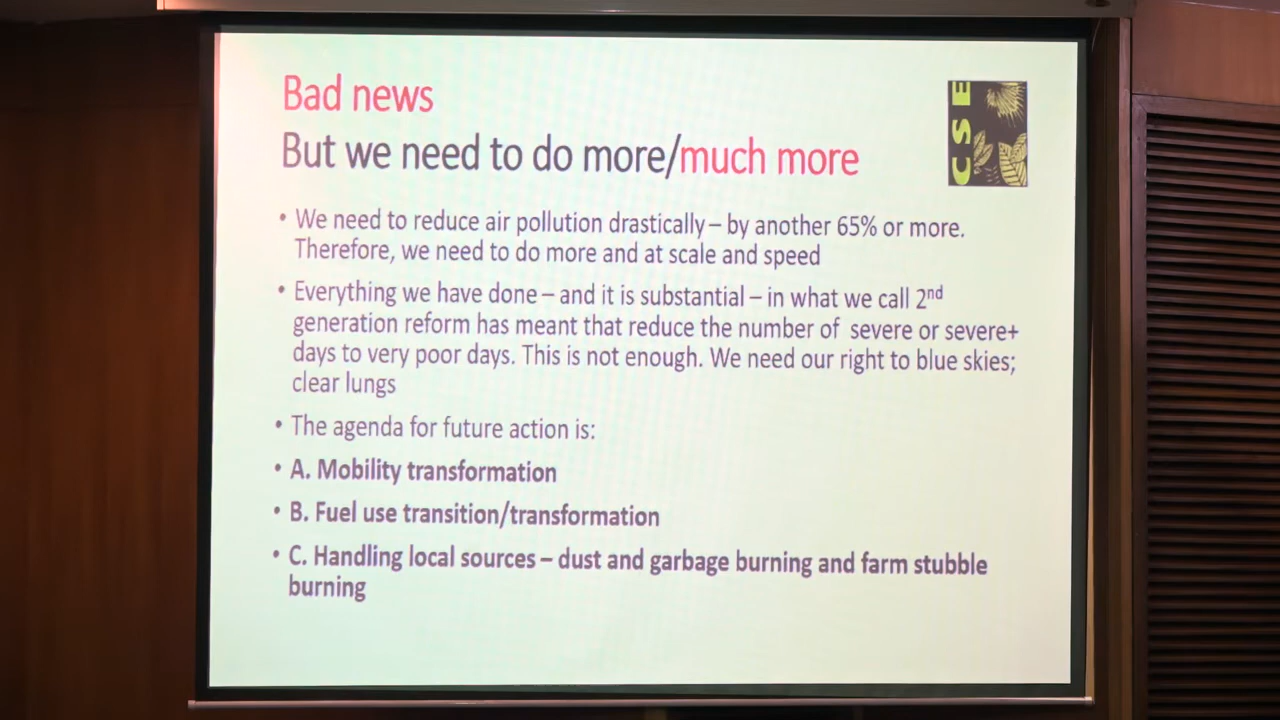 Bad news
But we need to do more/much more
CSE
• We need to reduce air pollution drastically – by another 65% or more.
Therefore, we need to do more and at scale and speed
• Everything we have done – and it is substantial – in what we call 2nd
generation reform has meant that reduce the number of severe or severe+
days to very poor days. This is not enough. We need our right to blue skies;
clear lungs
• The agenda for future action is:
• A. Mobility transformation
• B. Fuel use transition/transformation
• C. Handling local sources – dust and garbage burning and farm stubble
burning